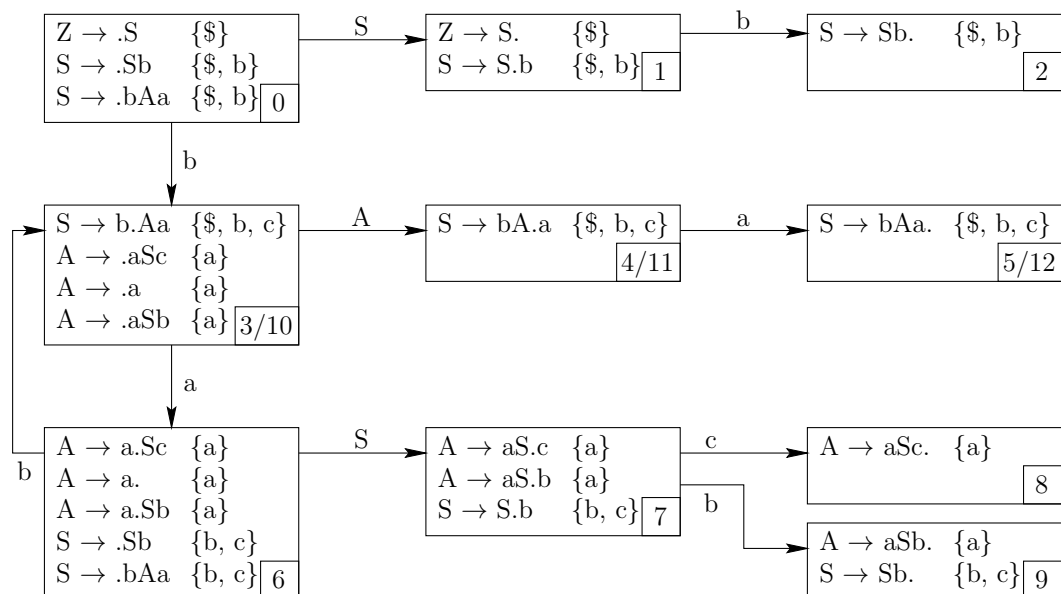 Z → .S {$}
S → .Sb {$, b}
S → .bAa {$, b}
0
S
Z → S. {$}
S → S.b {$, b}
1
b
S → Sb. {$, b}
2
b
S → b.Aa {$, b, c}
A → .aSc {a}
A → .a {a}
A → .aSb {a}
3/10
A
S → bA.a {$, b, c}
4/11
a
S → bAa. {$, b, c}
5/12
a
b
A → a.Sc {a}
A → a. {a}
A → a.Sb {a}
S → .Sb {b, c}
S → .bAa {b, c}
6
S
A → aS.c {a}
A → aS.b {a}
S → S.b {b, c}
7
c
A → aSc. {a}
8
b
A → aSb. {a}
S → Sb. {b, c}
9